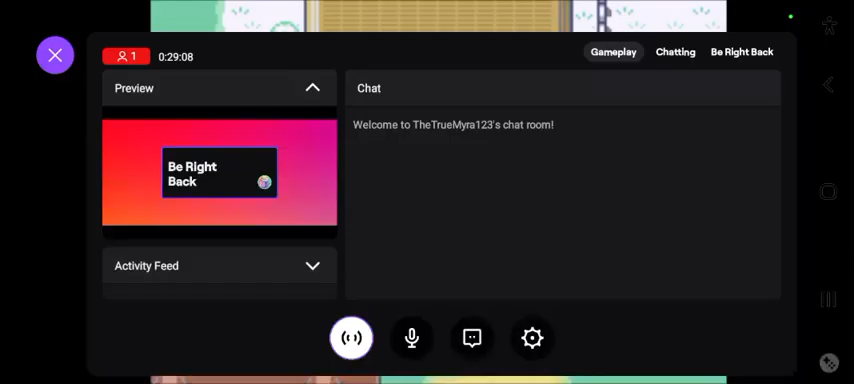 1
0:29:08
Gameplay
Chatting
Be Right Back
Preview
Be Right
Back
Activity Feed
Chat
Welcome to TheTrueMyra123's chat room!